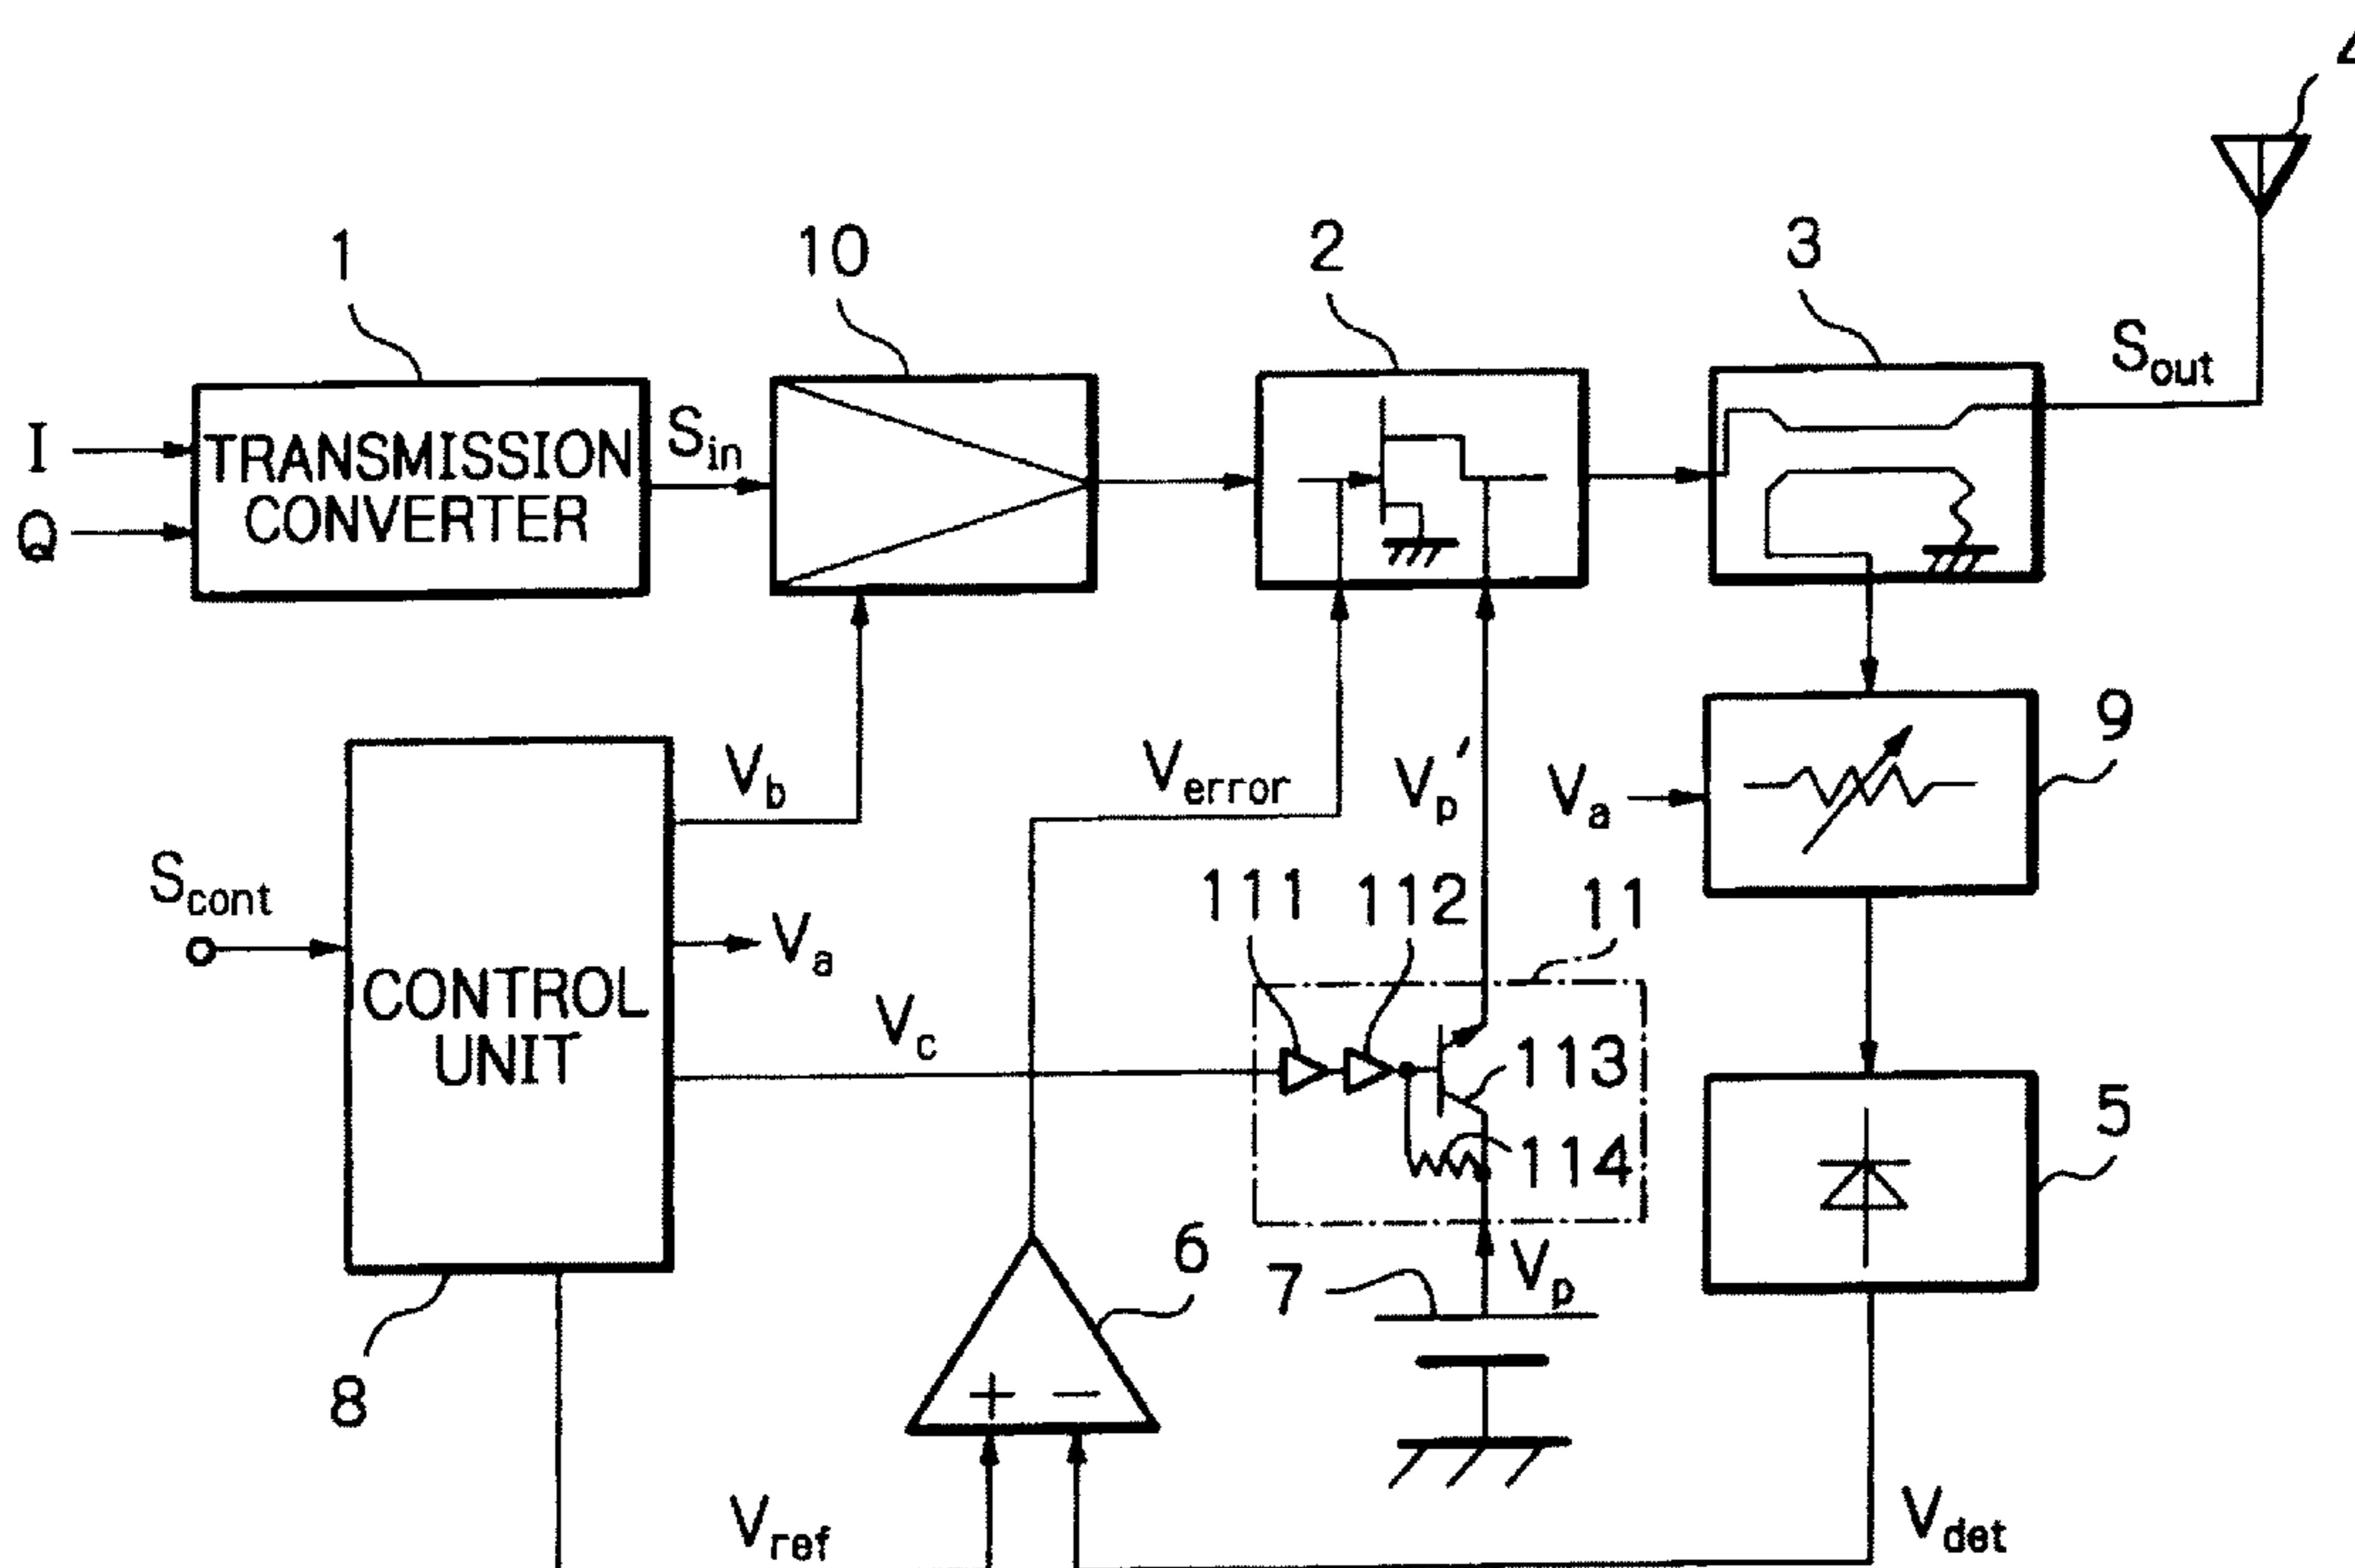 4
1
10
2
3
S_out
I
Q
TRANSMISSION
CONVERTER
S_in
9
V_b
V_error
V_p'
V_a
S_cont
111
112
11
V_a
CONTROL
UNIT
V_c
113
5
114
6
7
V_p
8
+ −
V_ref
V_det